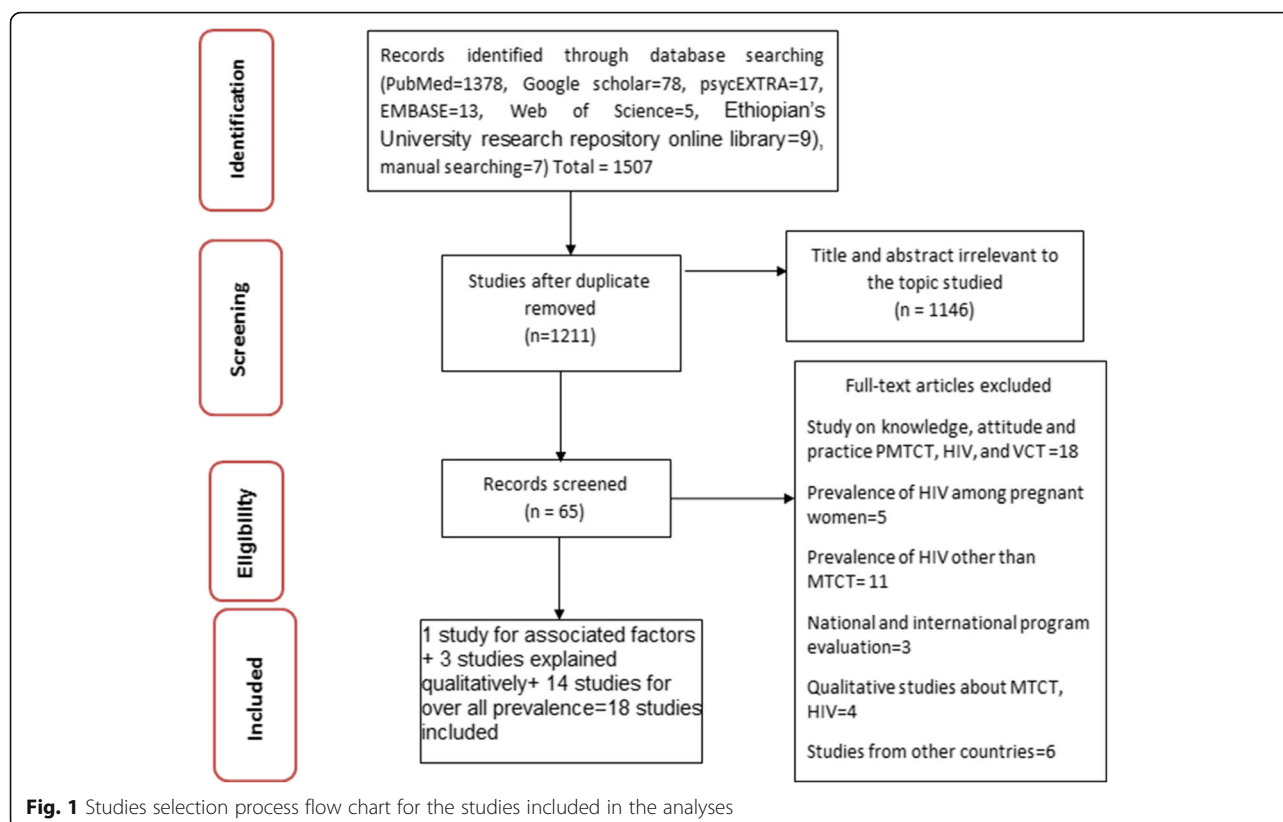 Identification
Records identified through database searching
(PubMed=1378, Google scholar=78, psycEXTRA=17,
EMBASE=13, Web of Science=5, Ethiopian's
University research repository online library=9),
manual searching=7) Total = 1507
Screening
Studies after duplicate
removed
(n=1211)
Title and abstract irrelevant to
the topic studied
(n = 1146)
Eligibility
Records screened
(n = 65)
Full-text articles excluded
Study on knowledge, attitude and
practice PMTCT, HIV, and VCT =18
Prevalence of HIV among pregnant
women=5
Prevalence of HIV other than
MTCT= 11
National and international program
evaluation=3
Qualitative studies about MTCT,
HIV=4
Studies from other countries=6
Included
1 study for associated factors
+ 3 studies explained
qualitatively+ 14 studies for
over all prevalence=18 studies
included
Fig. 1 Studies selection process flow chart for the studies included in the analyses